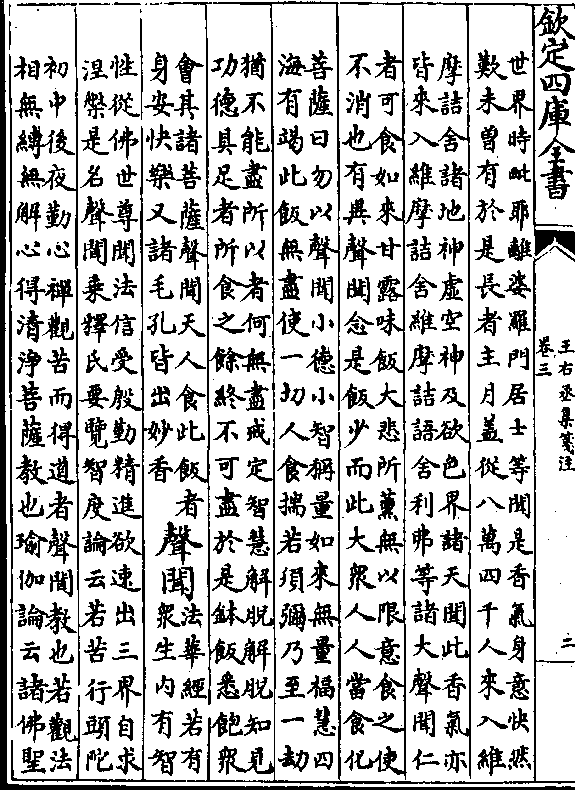 欽定四庫全書
王右丞集箋注
卷三
二
世界時毗耶離婆羅門居士等聞是香氣身意快然
歎未曾有於是長者主月蓋從八萬四千人來入維
摩詰舍諸地神虛空神及欲色界諸天聞此香氣亦
皆來入維摩詰舍維摩詰語舍利弗等諸大聲聞仁
者可食如來甘露味飯大悲所薰無以限意食之使
不消也有異聲聞念是飯少而此大衆人人當食化
菩薩曰勿以聲聞小德小智稱量如來無量福慧四
海有竭此飯無盡使一切人食揣若須彌乃至一劫
猶不能盡所以者何無盡戒定智慧解脫解脫知見
功德具足者所食之餘終不可盡於是鉢飯悉飽衆
會其諸菩薩聲聞天人食此飯者
身安快樂又諸毛孔皆出妙香
聲聞
法華經若有
衆生内有智
性從佛世尊聞法信受殷勤精進欲速出三界自求
涅槃是名聲聞乘釋氏要覽智度論云若苦行頭陀
初中後夜勤心禪觀苦而得道者聲聞教也若觀法
相無縛無解心得清淨菩薩教也瑜伽論云諸佛聖